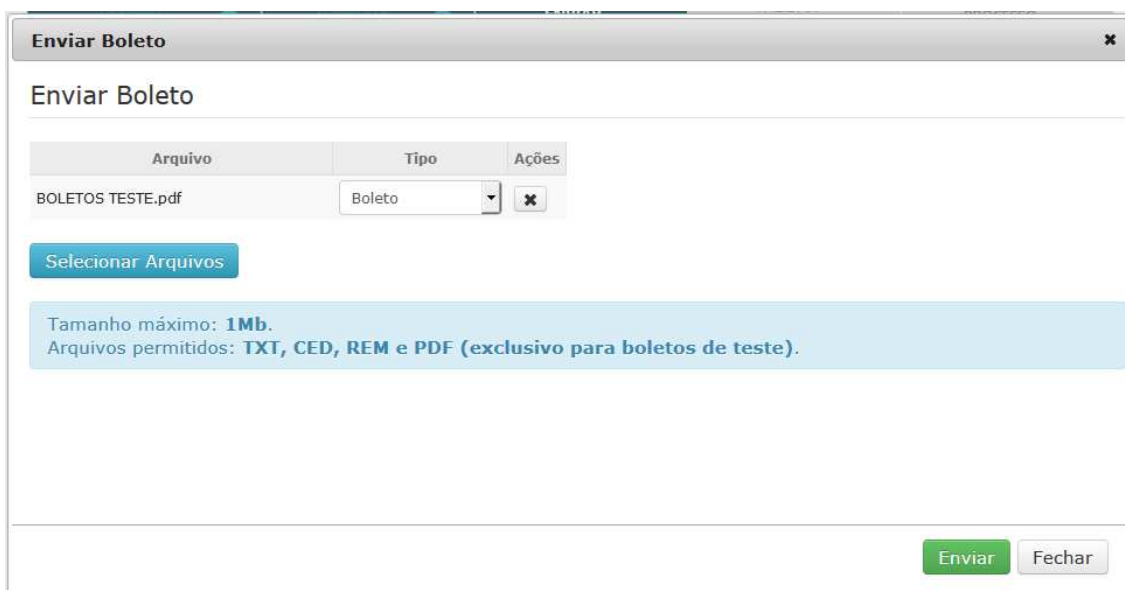 Enviar Boleto
Enviar Boleto
Arquivo Tipo Ações
BOLETOS TESTE.pdf Boleto
Selecionar Arquivos
Tamanho máximo: 1Mb.
Arquivos permitidos: TXT, CED, REM e PDF (exclusivo para boletos de teste).
Enviar Fechar